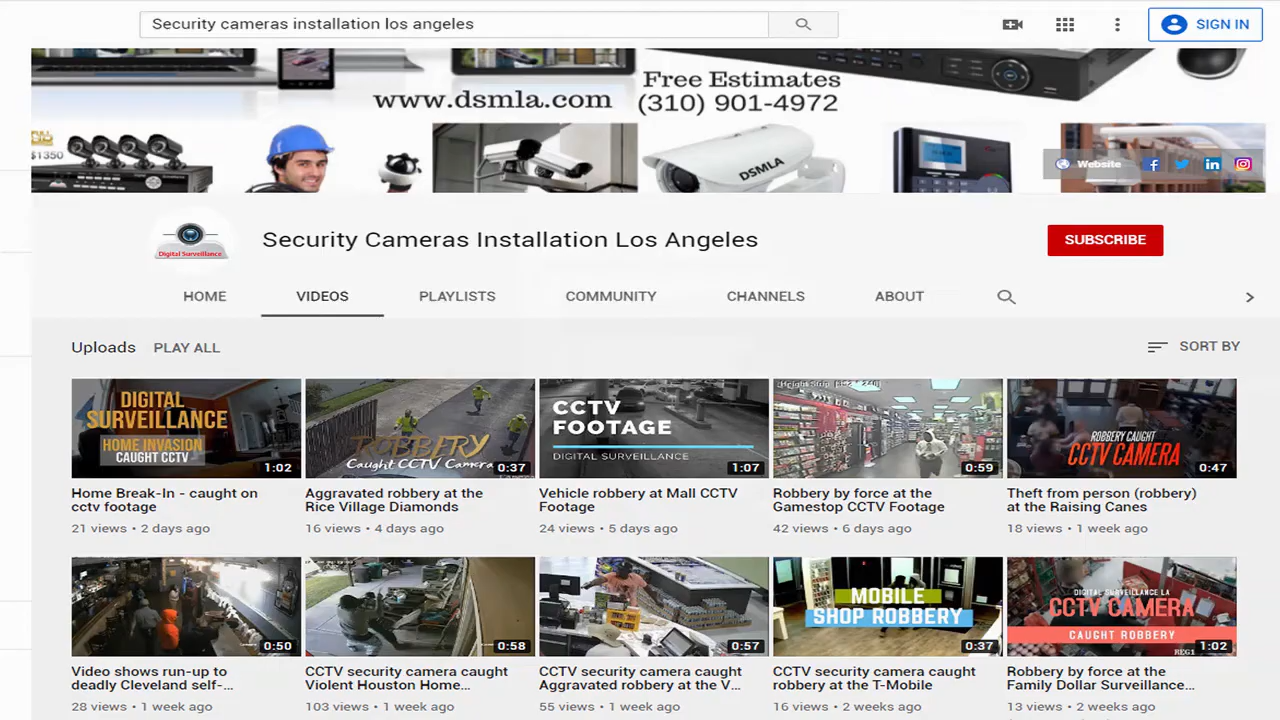 Security cameras installation los angeles
SIGN IN
Free Estimates
www.dsmla.com
(310) 901-4972
$1350
DSMLA
Website
Digital Surveillance
Security Cameras Installation Los Angeles
SUBSCRIBE
HOME
VIDEOS
PLAYLISTS
COMMUNITY
CHANNELS
ABOUT
Uploads
PLAY ALL
SORT BY
DIGITAL
SURVEILLANCE
HOME INVASION
CAUGHT CCTV
1:02
ROBBERY
Caught CCTV Camera
0:37
CCTV
FOOTAGE
DIGITAL SURVEILLANCE
1:07
0:59
ROBBERY CAUGHT
CCTV CAMERA
0:47
Home Break-In - caught on
cctv footage
21 views • 2 days ago
Aggravated robbery at the
Rice Village Diamonds
16 views • 4 days ago
Vehicle robbery at Mall CCTV
Footage
24 views • 5 days ago
Robbery by force at the
Gamestop CCTV Footage
42 views • 6 days ago
Theft from person (robbery)
at the Raising Canes
18 views • 1 week ago
0:50
0:58
0:57
MOBILE
SHOP ROBBERY
0:37
DIGITAL SURVEILLANCE LA
CCTV CAMERA
CAUGHT ROBBERY
REG1
1:02
Video shows run-up to
deadly Cleveland self-...
28 views • 1 week ago
CCTV security camera caught
Violent Houston Home...
103 views • 1 week ago
CCTV security camera caught
Aggravated robbery at the V...
55 views • 1 week ago
CCTV security camera caught
robbery at the T-Mobile
16 views • 2 weeks ago
Robbery by force at the
Family Dollar Surveillance...
13 views • 2 weeks ago